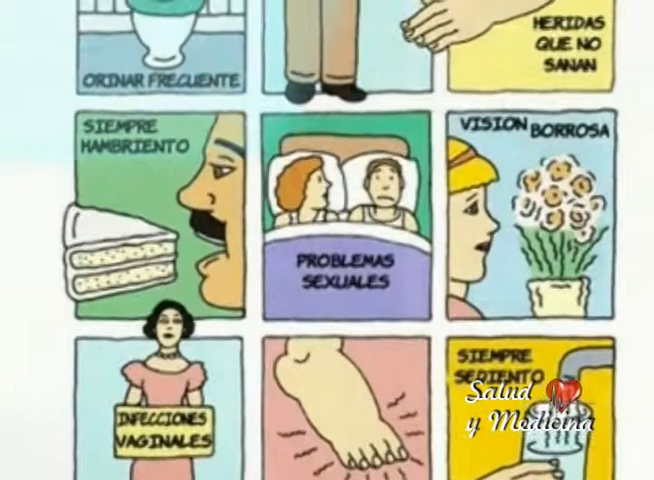 ORINAR FRECUENTE
HERIDAS
QUE NO
SANAN
SIEMPRE
HAMBRIENTO
PROBLEMAS
SEXUALES
VISION BORROSA
INFECCIONES
VAGINALES
SIEMPRE
SEDIENTO
Salud
y Medicina